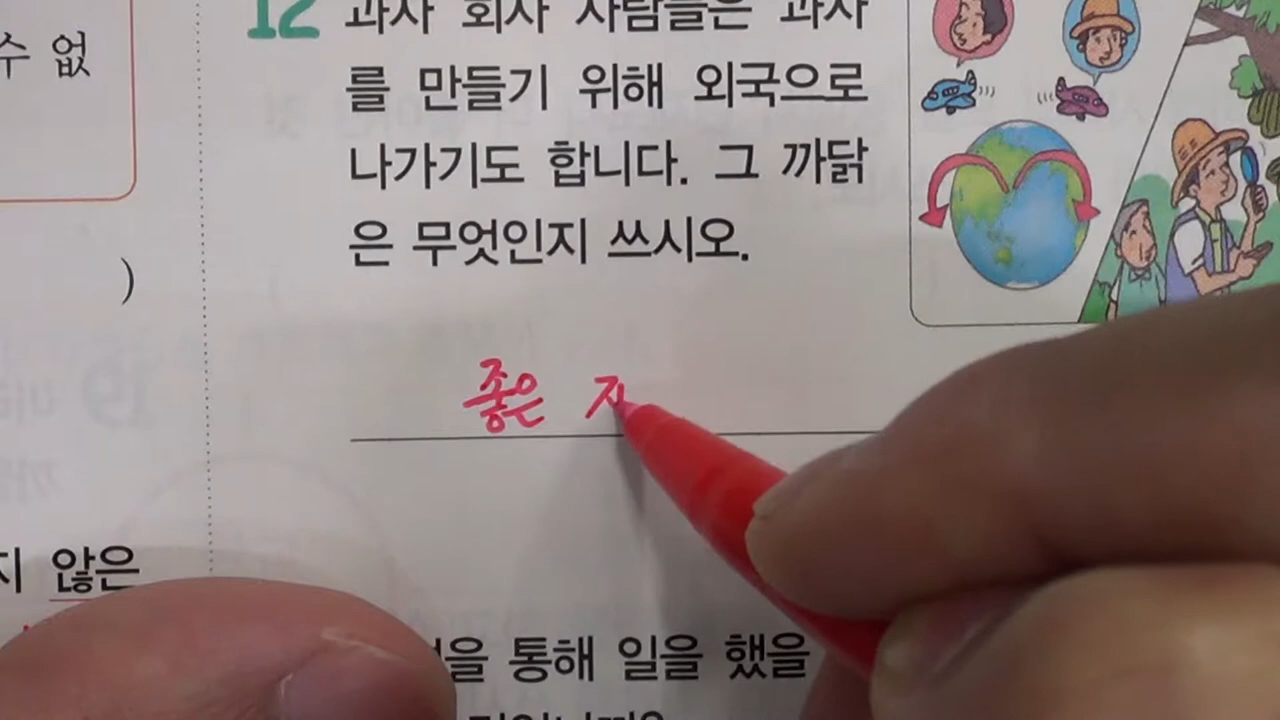 수 없
)
지 않은
12 과자 회사 사람들은 과자
를 만들기 위해 외국으로
나가기도 합니다. 그 까닭
은 무엇인지 쓰시오.
좋은
을 통해 일을 했을